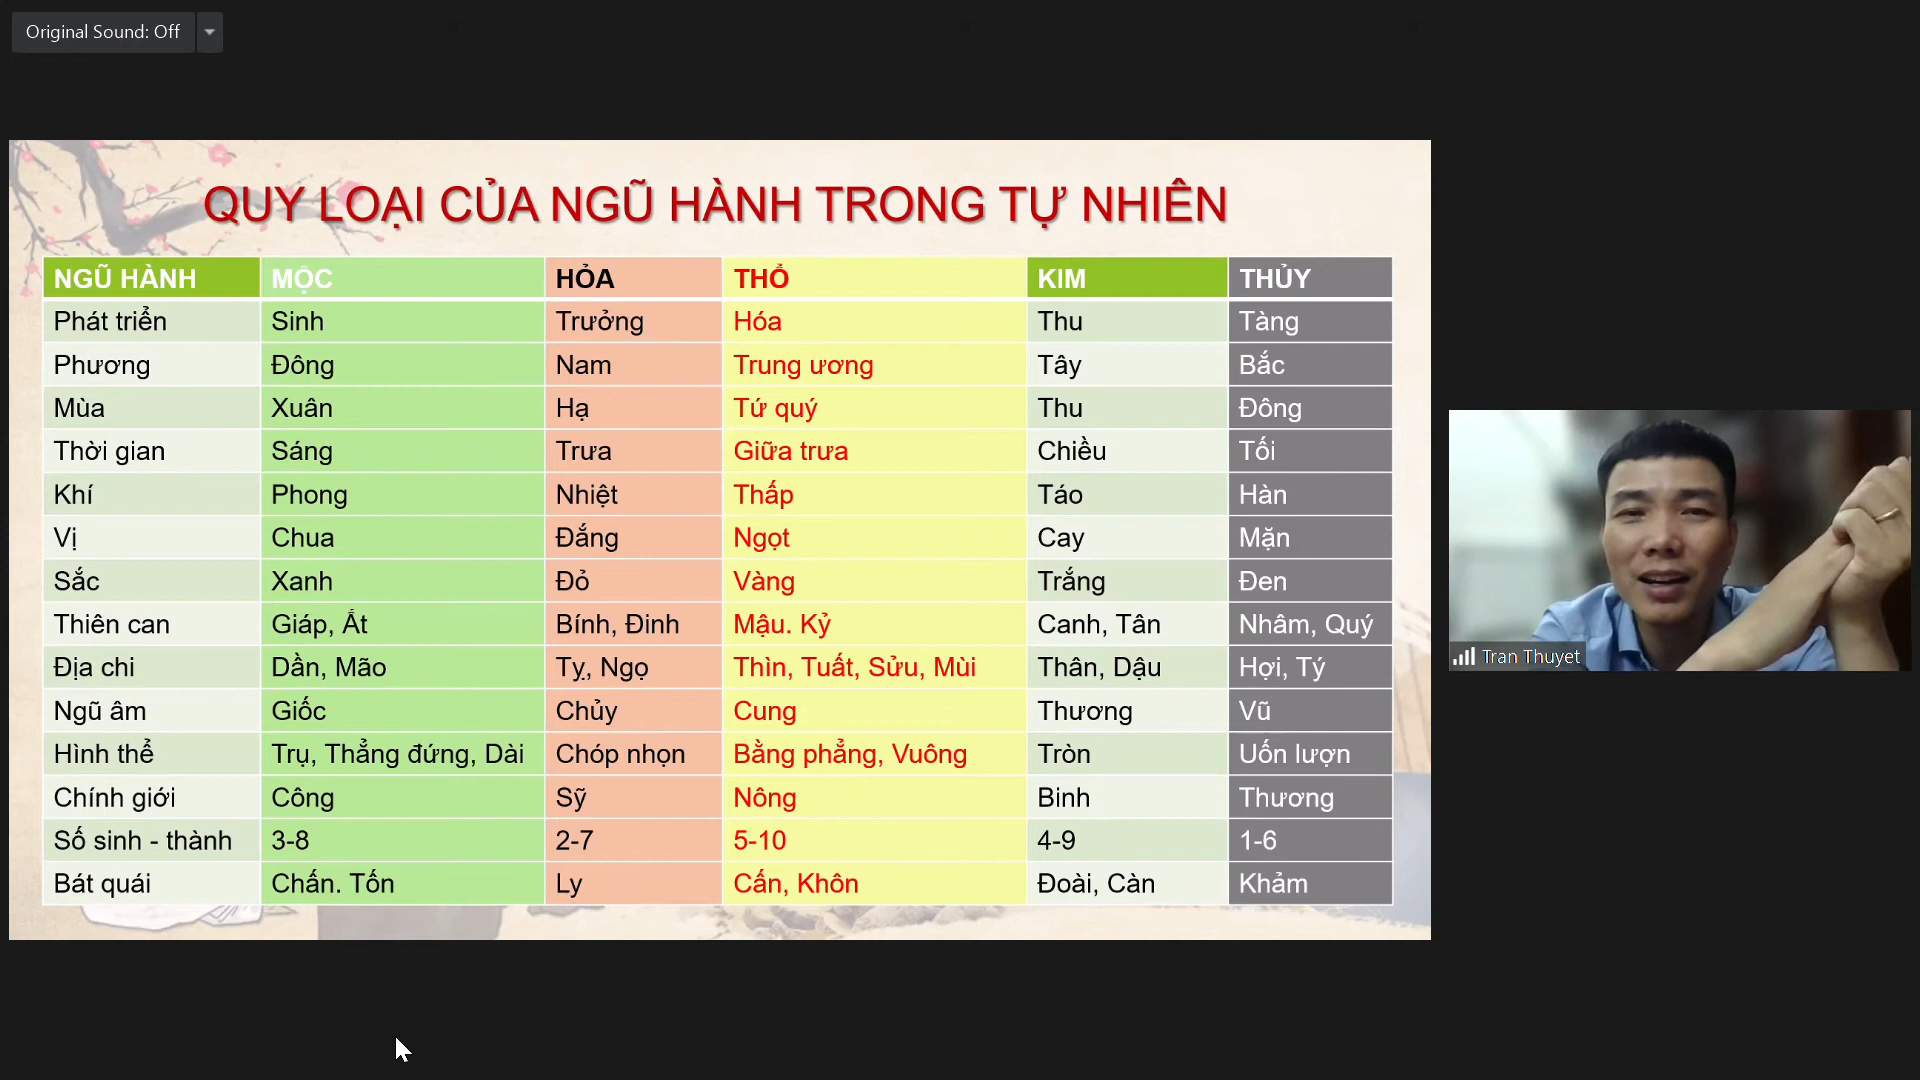 Original Sound: Off
QUY LOẠI CỦA NGŨ HÀNH TRONG TỰ NHIÊN
NGŨ HÀNH MỘC HỎA THỔ KIM THỦY
Phát triển Sinh Trưởng Hóa Thu Tàng
Phương Đông Nam Trung ương Tây Bắc
Mùa Xuân Hạ Tứ quý Thu Đông
Thời gian Sáng Trưa Giữa trưa Chiều Tối
Khí Phong Nhiệt Thấp Táo Hàn
Vị Chua Đắng Ngọt Cay Mặn
Sắc Xanh Đỏ Vàng Trắng Đen
Thiên can Giáp, Ất Bính, Đinh Mậu. Kỷ Canh, Tân Nhâm, Quý
Địa chi Dần, Mão Tỵ, Ngọ Thìn, Tuất, Sửu, Mùi Thân, Dậu Hợi, Tý
Ngũ âm Giốc Chủy Cung Thương Vũ
Hình thể Trụ, Thẳng đứng, Dài Chóp nhọn Bằng phẳng, Vuông Tròn Uốn lượn
Chính giới Công Sỹ Nông Binh Thương
Số sinh - thành 3-8 2-7 5-10 4-9 1-6
Bát quái Chấn. Tốn Ly Cấn, Khôn Đoài, Càn Khảm
Tran Thuyet